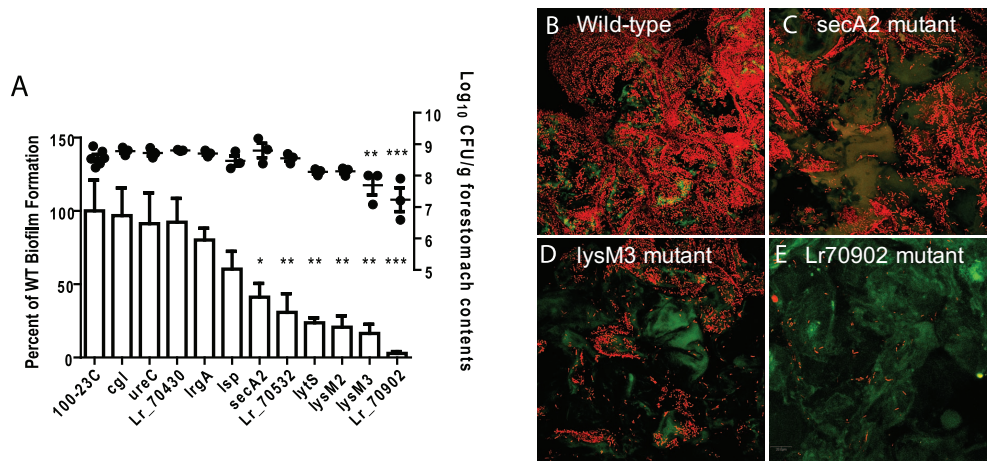 A
Percent of WT Biofilm Formation
150
100
50
0
Log10 CFU/g forestomach contents
10
9
8
7
6
5
** ***
* ** ** ** ** ***
100-23C
cgl
ureC
Lr_70430
lrgA
lsp
secA2
Lr_70532
lytS
lysM2
lysM3
Lr_70902
B Wild-type
C secA2 mutant
D lysM3 mutant
E Lr70902 mutant